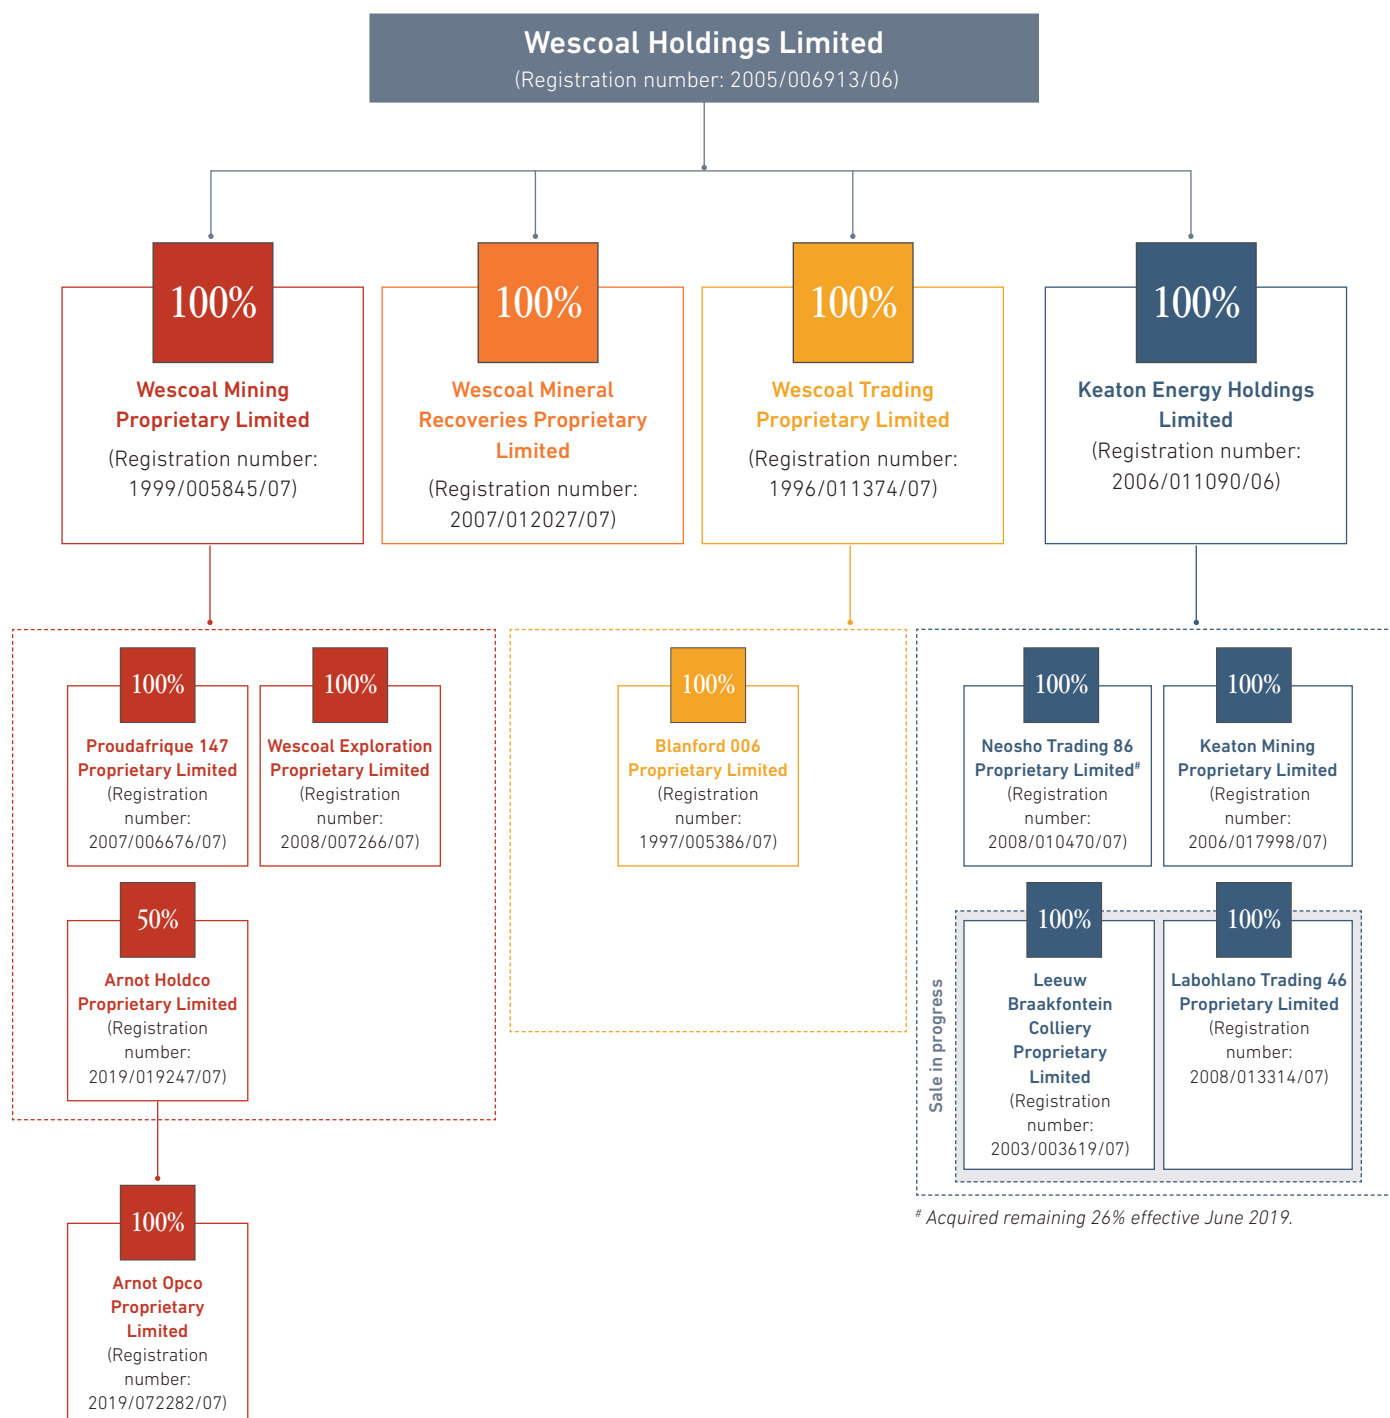 Wescoal Holdings Limited
(Registration number: 2005/006913/06)
100%
Wescoal Mining
Proprietary Limited
(Registration number:
1999/005845/07)
100%
Wescoal Mineral
Recoveries Proprietary
Limited
(Registration number:
2007/012027/07)
100%
Wescoal Trading
Proprietary Limited
(Registration number:
1996/011374/07)
100%
Keaton Energy Holdings
Limited
(Registration number:
2006/011090/06)
100%
Proudafrique 147
Proprietary Limited
(Registration
number:
2007/006676/07)
100%
Wescoal Exploration
Proprietary Limited
(Registration
number:
2008/007266/07)
50%
Arnot Holdco
Proprietary Limited
(Registration
number:
2019/019247/07)
100%
Arnot Opco
Proprietary
Limited
(Registration
number:
2019/072282/07)
100%
Blanford 006
Proprietary Limited
(Registration
number:
1997/005386/07)
100%
Neosho Trading 86
Proprietary Limited#
(Registration
number:
2008/010470/07)
100%
Keaton Mining
Proprietary Limited
(Registration
number:
2006/017998/07)
Sale in progress
100%
Leeuw
Braakfontein
Colliery
Proprietary
Limited
(Registration
number:
2003/003619/07)
100%
Labohlano Trading 46
Proprietary Limited
(Registration
number:
2008/013314/07)
# Acquired remaining 26% effective June 2019.